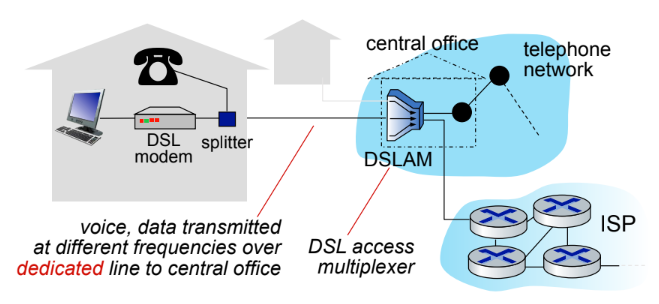 central office
telephone
network
DSL
modem
splitter
DSLAM
ISP
voice, data transmitted
at different frequencies over
dedicated line to central office
DSL access
multiplexer